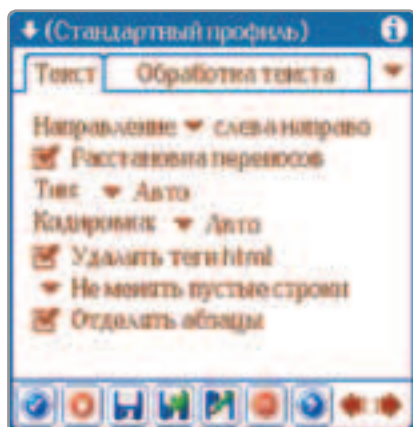 (Стандартный профиль)
Текст Обработка текста
Направление слева направо
Расстановка переносов
Тип: Авто
Кодировка: Авто
Удалять теги html
Не менять пустые строки
Отделять абзацы